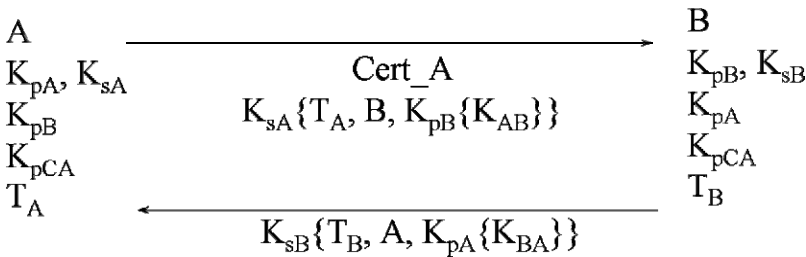 A
K_pA, K_sA
K_pB
K_pCA
T_A
Cert_A
K_sA{T_A, B, K_pB{K_AB}}
K_sB{T_B, A, K_pA{K_BA}}
B
K_pB, K_sB
K_pA
K_pCA
T_B